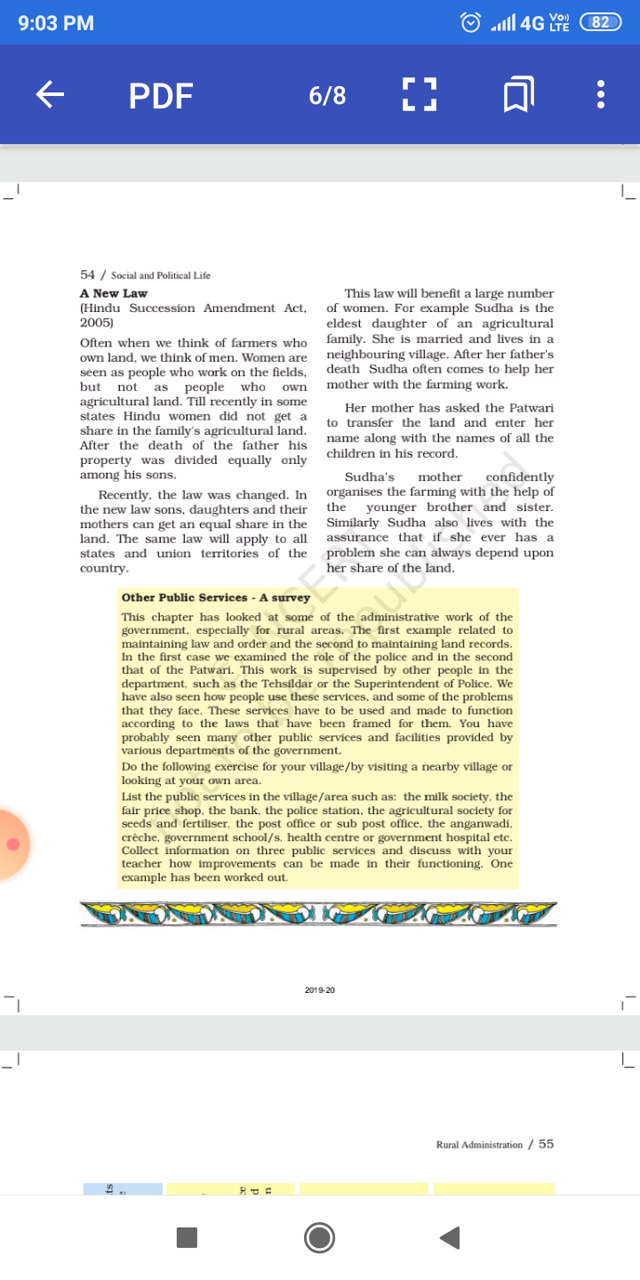 9:03 PM
4G
Vo))
LTE
82
PDF
6/8
54 / Social and Political Life
A New Law
(Hindu Succession Amendment Act,
2005)
Often when we think of farmers who
own land, we think of men. Women are
seen as people who work on the fields,
but not as people who own
agricultural land. Till recently in some
states Hindu women did not get a
share in the family's agricultural land.
After the death of the father his
property was divided equally only
among his sons.
Recently, the law was changed. In
the new law sons, daughters and their
mothers can get an equal share in the
land. The same law will apply to all
states and union territories of the
country.
This law will benefit a large number
of women. For example Sudha is the
eldest daughter of an agricultural
family. She is married and lives in a
neighbouring village. After her father's
death Sudha often comes to help her
mother with the farming work.
Her mother has asked the Patwari
to transfer the land and enter her
name along with the names of all the
children in his record.
Sudha's mother confidently
organises the farming with the help of
the younger brother and sister.
Similarly Sudha also lives with the
assurance that if she ever has a
problem she can always depend upon
her share of the land.
Other Public Services - A survey
This chapter has looked at some of the administrative work of the
government, especially for rural areas. The first example related to
maintaining law and order and the second to maintaining land records.
In the first case we examined the role of the police and in the second
that of the Patwari. This work is supervised by other people in the
department, such as the Tehsildar or the Superintendent of Police. We
have also seen how people use these services, and some of the problems
that they face. These services have to be used and made to function
according to the laws that have been framed for them. You have
probably seen many other public services and facilities provided by
various departments of the government.
Do the following exercise for your village/by visiting a nearby village or
looking at your own area.
List the public services in the village/area such as: the milk society, the
fair price shop, the bank, the police station, the agricultural society for
seeds and fertiliser, the post office or sub post office, the anganwadi,
crèche, government school/s, health centre or government hospital etc.
Collect information on three public services and discuss with your
teacher how improvements can be made in their functioning. One
example has been worked out.
2019-20
Rural Administration / 55